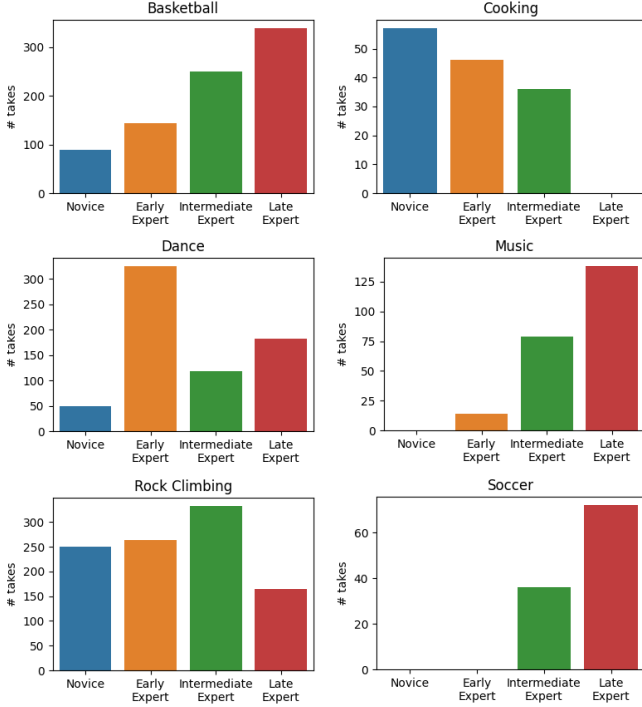 Basketball
# takes
300
200
100
0
Novice
Early
Expert
Intermediate
Expert
Late
Expert
Cooking
# takes
50
40
30
20
10
0
Novice
Early
Expert
Intermediate
Expert
Late
Expert
Dance
# takes
300
250
200
150
100
50
0
Novice
Early
Expert
Intermediate
Expert
Late
Expert
Music
# takes
125
100
75
50
25
0
Novice
Early
Expert
Intermediate
Expert
Late
Expert
Rock Climbing
# takes
300
250
200
150
100
50
0
Novice
Early
Expert
Intermediate
Expert
Late
Expert
Soccer
# takes
60
40
20
0
Novice
Early
Expert
Intermediate
Expert
Late
Expert